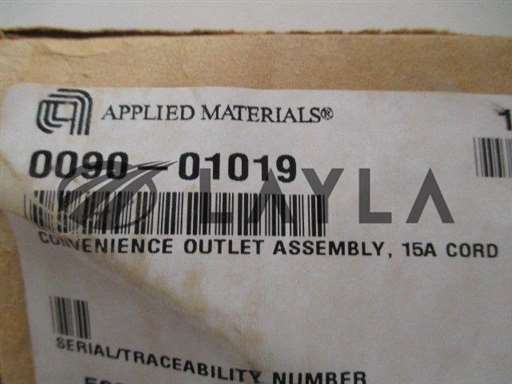 APPLIED MATERIALS®
0090-01019
LAYLA
CONVENIENCE OUTLET ASSEMBLY, 15A CORD
SERIAL/TRACEABILITY NUMBER